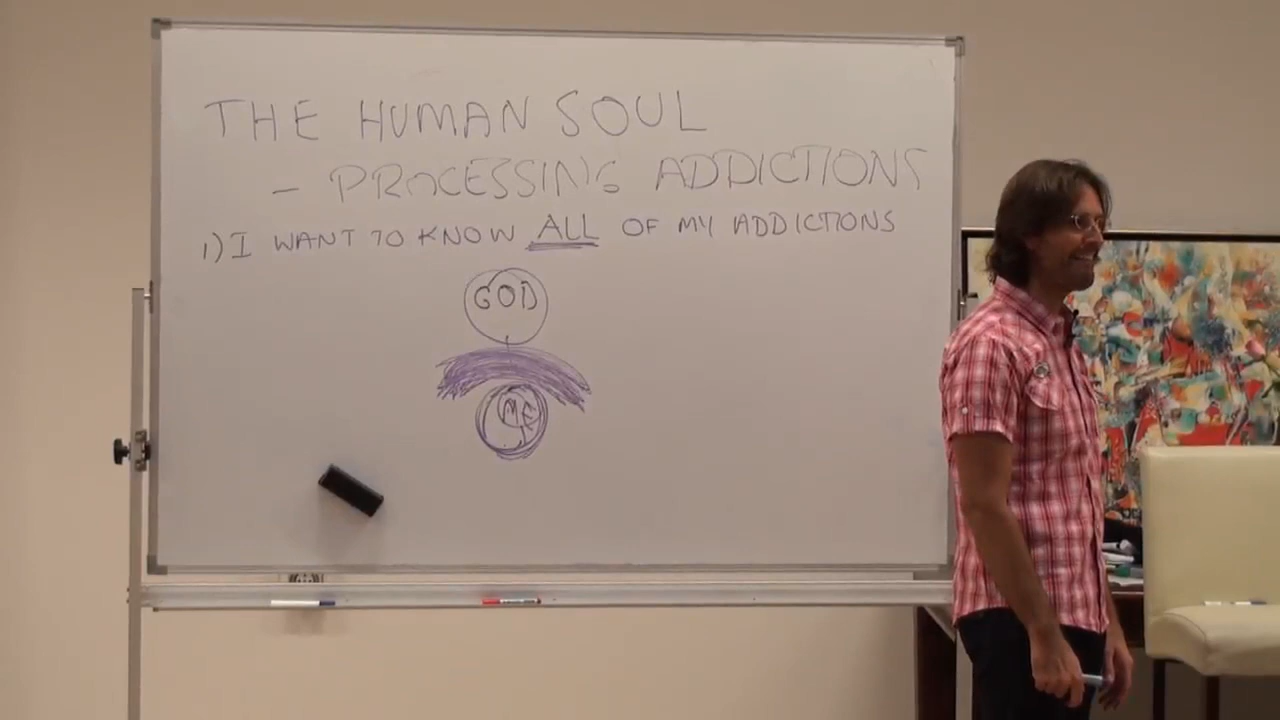 THE HUMAN SOUL
- PROCESSING ADDICTIONS
1) I WANT TO KNOW ALL OF MY ADDICTIONS
GOD
ME